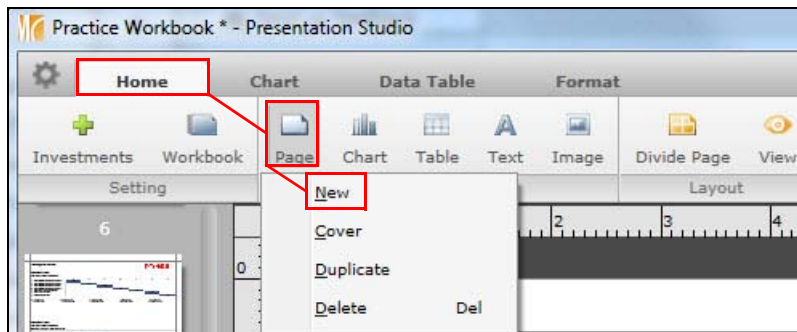 Practice Workbook * - Presentation Studio
Home Chart Data Table Format
Investments Workbook Page Chart Table Text Image Divide Page View
Setting Layout
6
New
Cover
Duplicate
Delete Del
2 3 4
0